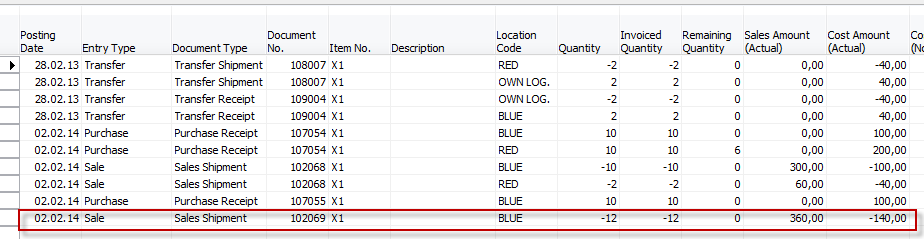 Posting Date Entry Type Document Type Document No. Item No. Description Location Code Quantity Invoiced Quantity Remaining Quantity Sales Amount (Actual) Cost Amount (Actual) Co (No
28.02.13 Transfer Transfer Shipment 108007 X1 RED -2 -2 0 0,00 -40,00
28.02.13 Transfer Transfer Shipment 108007 X1 OWN LOG. 2 2 0 0,00 40,00
28.02.13 Transfer Transfer Receipt 109004 X1 OWN LOG. -2 -2 0 0,00 -40,00
28.02.13 Transfer Transfer Receipt 109004 X1 BLUE 2 2 0 0,00 40,00
02.02.14 Purchase Purchase Receipt 107054 X1 BLUE 10 10 0 0,00 100,00
02.02.14 Purchase Purchase Receipt 107054 X1 RED 10 10 6 0,00 200,00
02.02.14 Sale Sales Shipment 102068 X1 BLUE -10 -10 0 300,00 -100,00
02.02.14 Sale Sales Shipment 102068 X1 RED -2 -2 0 60,00 -40,00
02.02.14 Purchase Purchase Receipt 107055 X1 BLUE 10 10 0 0,00 100,00
02.02.14 Sale Sales Shipment 102069 X1 BLUE -12 -12 0 360,00 -140,00